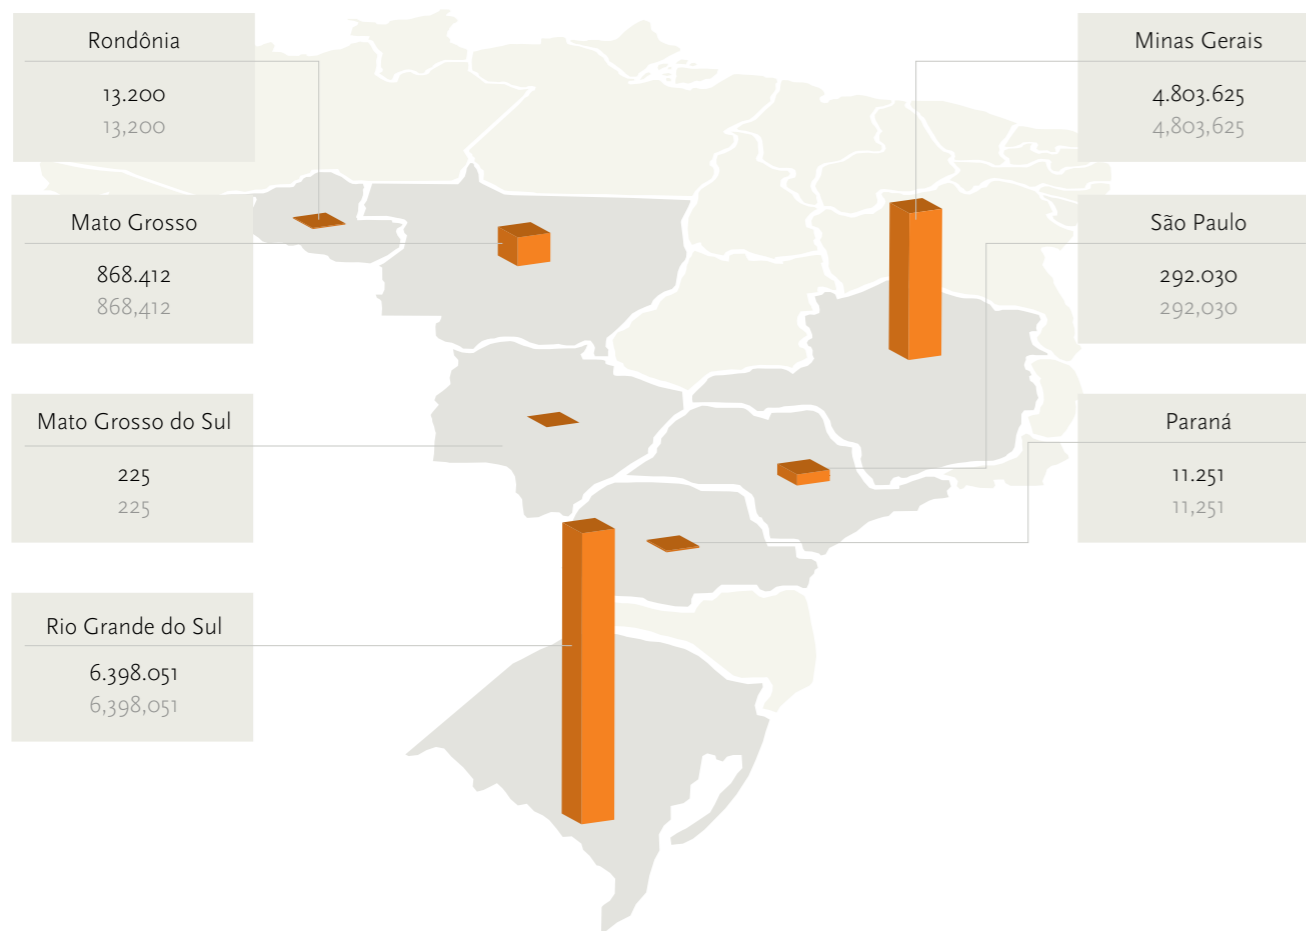 Rondônia
13.200
13,200
Mato Grosso
868.412
868,412
Mato Grosso do Sul
225
225
Rio Grande do Sul
6.398.051
6,398,051
Minas Gerais
4.803.625
4,803,625
São Paulo
292.030
292,030
Paraná
11.251
11,251